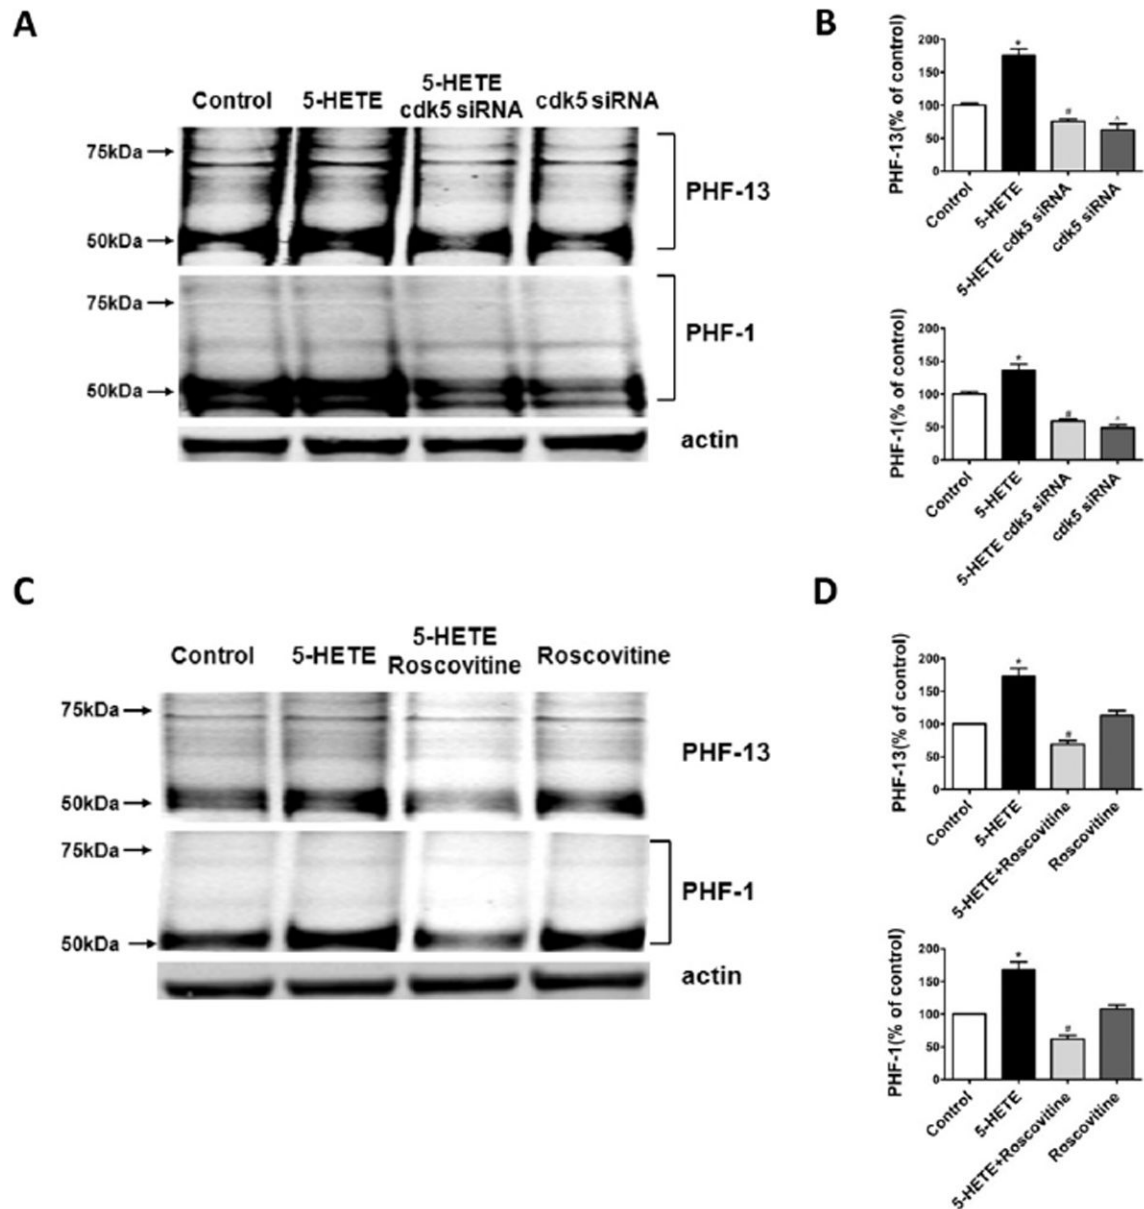 A
Control
5-HETE
5-HETE
cdk5 siRNA
cdk5 siRNA
75kDa
PHF-13
50kDa
75kDa
PHF-1
50kDa
actin
B
PHF-13(% of control)
200
150
100
50
0
*
#
^
Control
5-HETE
5-HETE cdk5 siRNA
cdk5 siRNA
PHF-1(% of control)
200
150
100
50
0
*
#
^
Control
5-HETE
5-HETE cdk5 siRNA
cdk5 siRNA
C
Control
5-HETE
5-HETE
Roscovitine
Roscovitine
75kDa
PHF-13
50kDa
75kDa
PHF-1
50kDa
actin
D
PHF-13(% of control)
200
150
100
50
0
*
#
Control
5-HETE
5-HETE+Roscovitine
Roscovitine
PHF-1(% of control)
200
150
100
50
0
*
#
Control
5-HETE
5-HETE+Roscovitine
Roscovitine